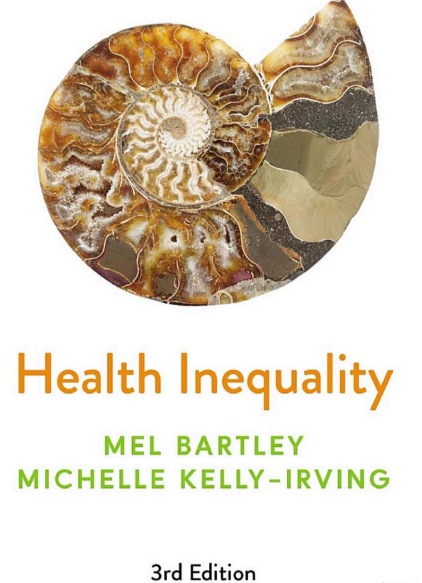 Health Inequality
MEL BARTLEY
MICHELLE KELLY-IRVING
3rd Edition